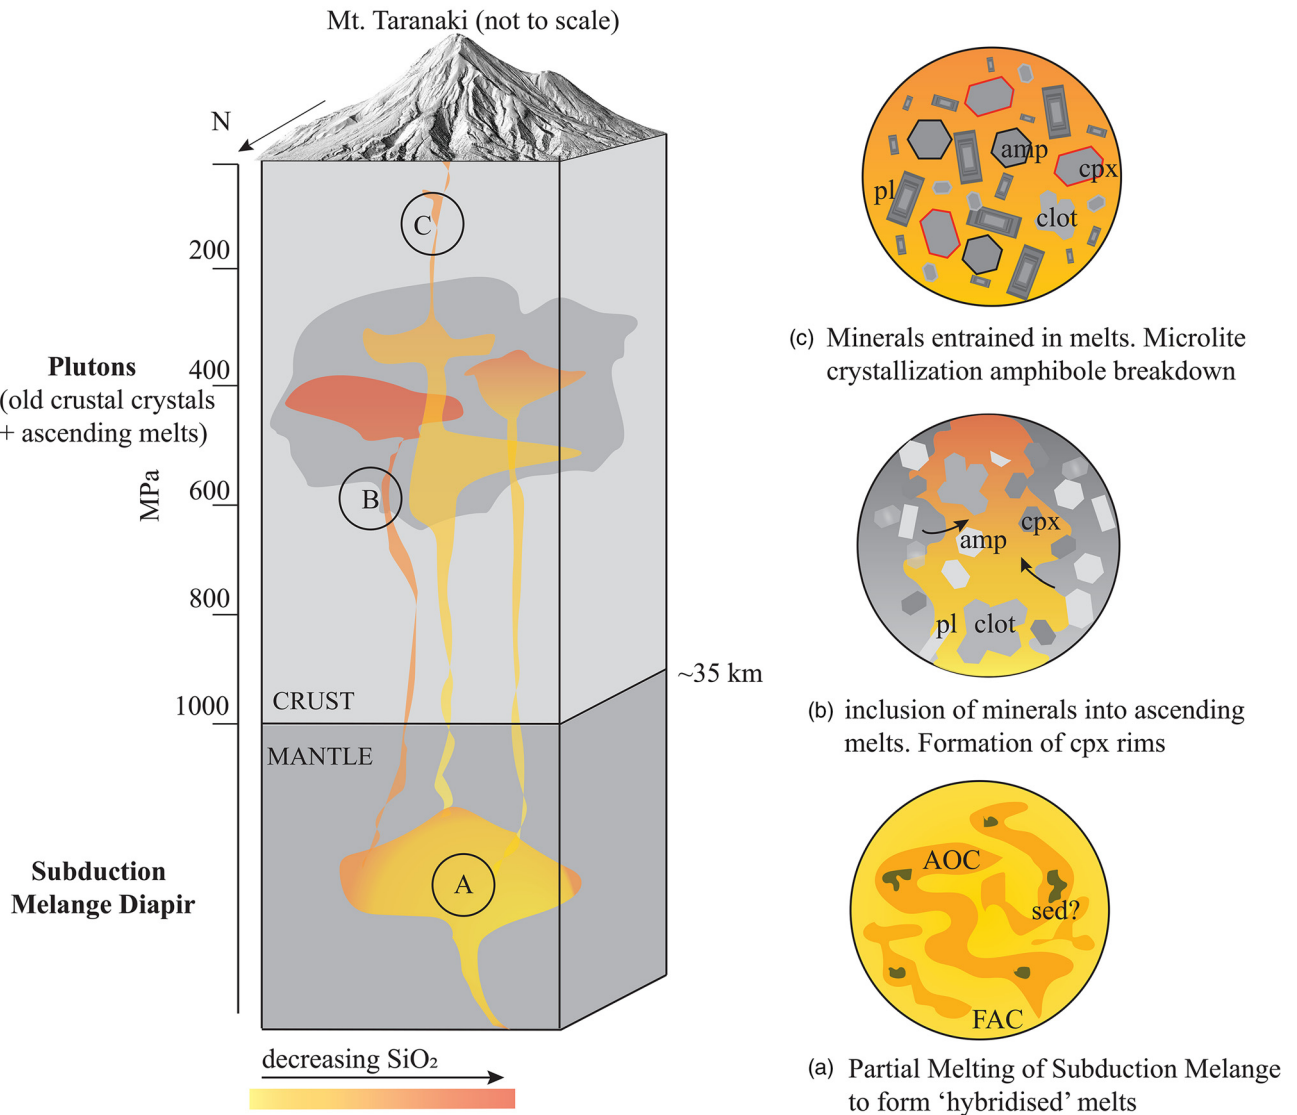 Mt. Taranaki (not to scale)
N
C
200
400
600
800
1000
MPa
Plutons
(old crustal crystals
+ ascending melts)
B
CRUST
MANTLE
~35 km
Subduction
Melange Diapir
A
decreasing SiO₂
amp
cpx
pl
clot
(c) Minerals entrained in melts. Microlite
crystallization amphibole breakdown
cpx
amp
pl
clot
(b) inclusion of minerals into ascending
melts. Formation of cpx rims
AOC
sed?
FAC
(a) Partial Melting of Subduction Melange
to form ‘hybridised’ melts